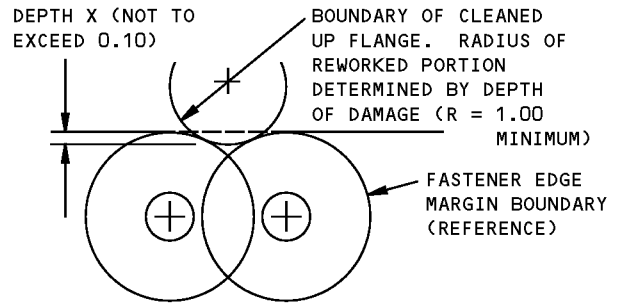 DEPTH X (NOT TO
EXCEED 0.10)
BOUNDARY OF CLEANED
UP FLANGE. RADIUS OF
REWORKED PORTION
DETERMINED BY DEPTH
OF DAMAGE (R = 1.00
MINIMUM)
FASTENER EDGE
MARGIN BOUNDARY
(REFERENCE)